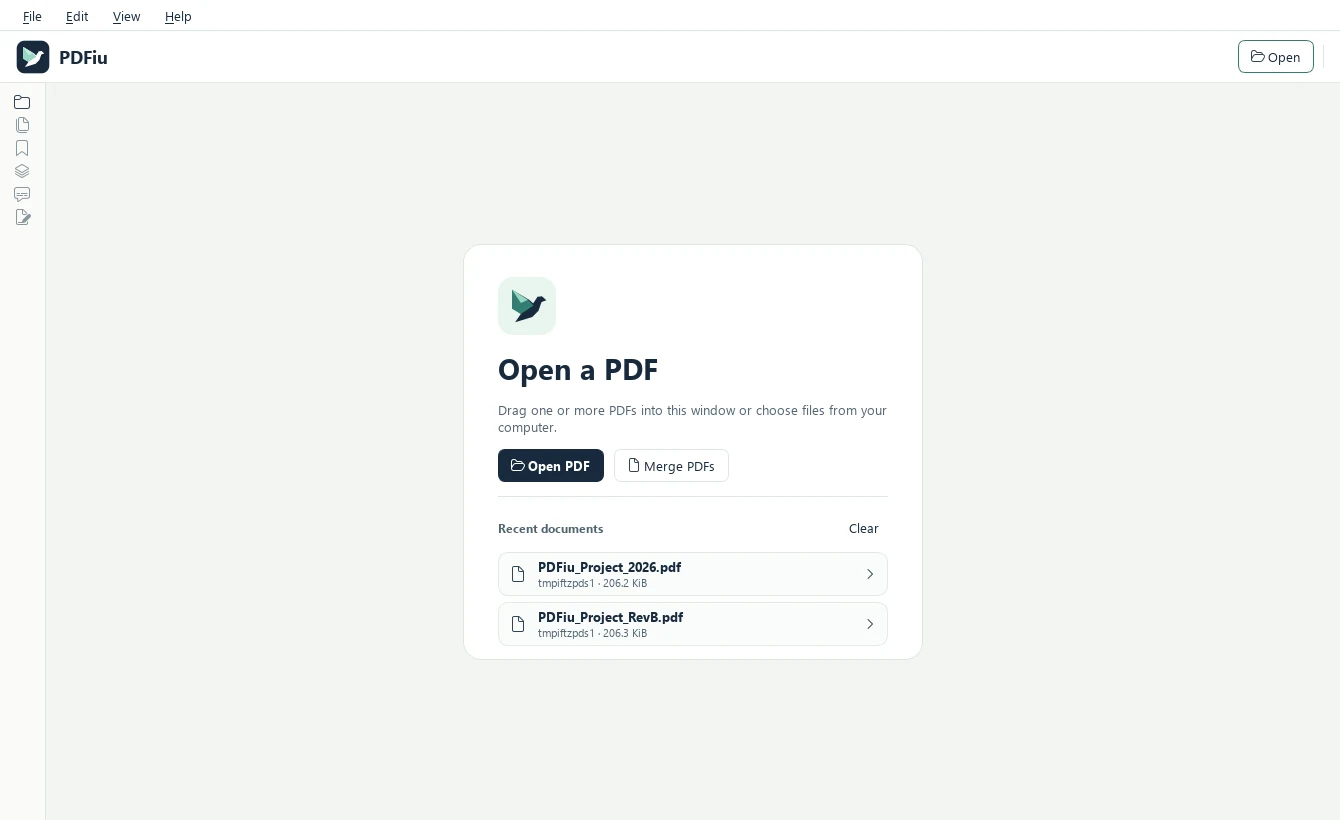 File Edit View Help
PDFiu
Open
Open a PDF
Drag one or more PDFs into this window or choose files from your
computer.
Open PDF Merge PDFs
Recent documents Clear
PDFiu_Project_2026.pdf
tmpiftzpds1 · 206.2 KiB
PDFiu_Project_RevB.pdf
tmpiftzpds1 · 206.3 KiB